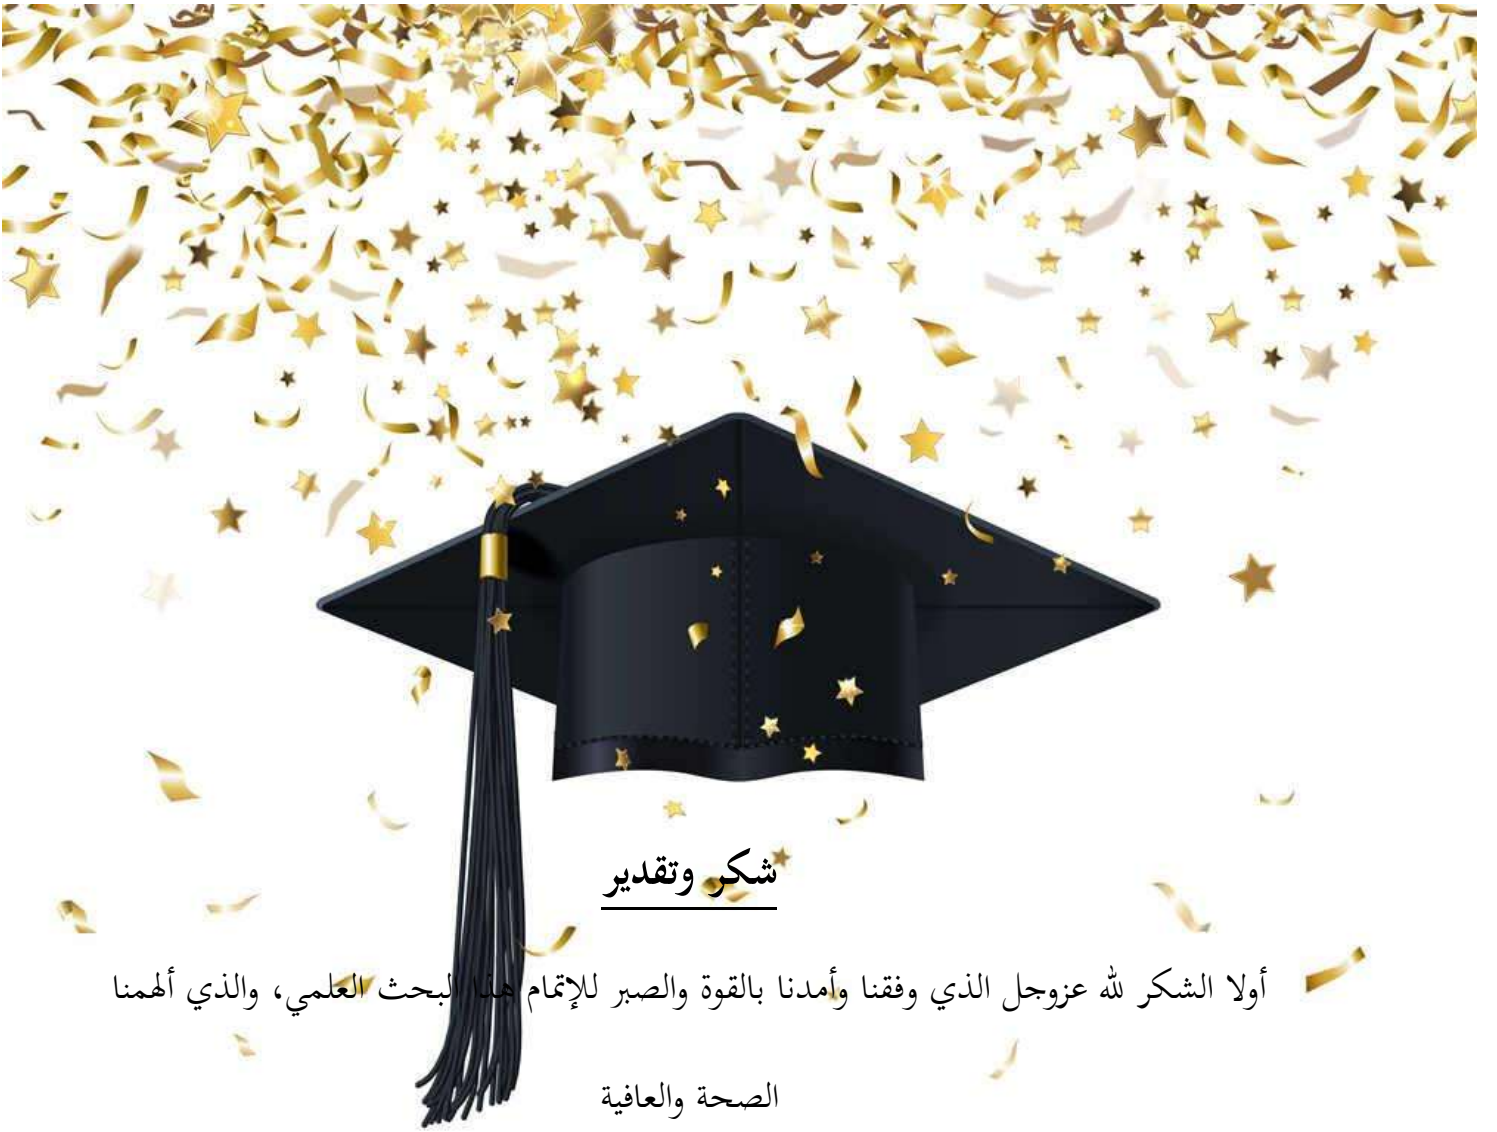 شكر وتقدير
أولا الشكر لله عزوجل الذي وفقنا وأمدنا بالقوة والصبر للإتمام هذا البحث العلمي، والذي ألهمنا
الصحة والعافية